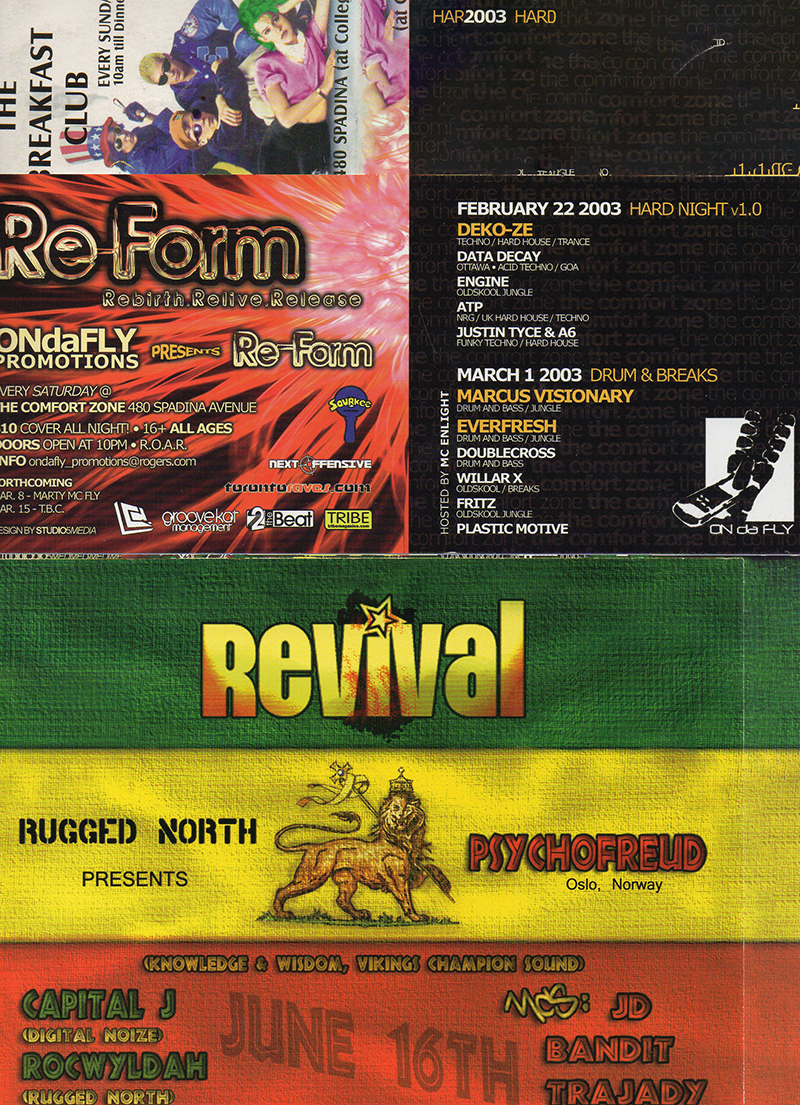 THE
BREAKFAST
CLUB
EVERY SUNDA
10am till Dinne
480 SPADINA (at Colleg
(at C
HAR2003 HARD
Re-Form
Rebirth.Relive.Release
ONdaFLY
PROMOTIONS
PRESENTS
Re-Form
VERY SATURDAY @
THE COMFORT ZONE 480 SPADINA AVENUE
$10 COVER ALL NIGHT! • 16+ ALL AGES
DOORS OPEN AT 10PM • R.O.A.R.
INFO ondafly_promotions@rogers.com
FORTHCOMING
AR. 8 - MARTY MC FLY
AR. 15 - T.B.C.
DESIGN BY STUDIO5MEDIA
NEXT OFFENSIVE
torontoraves.com
groovekat
management
2 the Beat
TRIBE
FEBRUARY 22 2003 HARD NIGHT v1.0
DEKO-ZE
TECHNO / HARD HOUSE / TRANCE
DATA DECAY
OTTAWA • ACID TECHNO / GOA
ENGINE
OLDSKOOL JUNGLE
ATP
NRG / UK HARD HOUSE / TECHNO
JUSTIN TYCE & A6
FUNKY TECHNO / HARD HOUSE
MARCH 1 2003 DRUM & BREAKS
MARCUS VISIONARY
DRUM AND BASS / JUNGLE
EVERFRESH
DRUM AND BASS / JUNGLE
DOUBLECROSS
DRUM AND BASS
WILLAR X
OLDSKOOL / BREAKS
FRITZ
OLDSKOOL JUNGLE
PLASTIC MOTIVE
HOSTED BY MC ENLIGHT
ON da FLY
Revival
RUGGED NORTH
PRESENTS
PSYCHOFREUD
Oslo, Norway
(KNOWLEDGE & WISDOM, VIKINGS CHAMPION SOUND)
CAPITAL J
(DIGITAL NOIZE)
ROCWYLDAH
(RUGGED NORTH)
JUNE 16TH
MCS: JD
BANDIT
TRAJADY